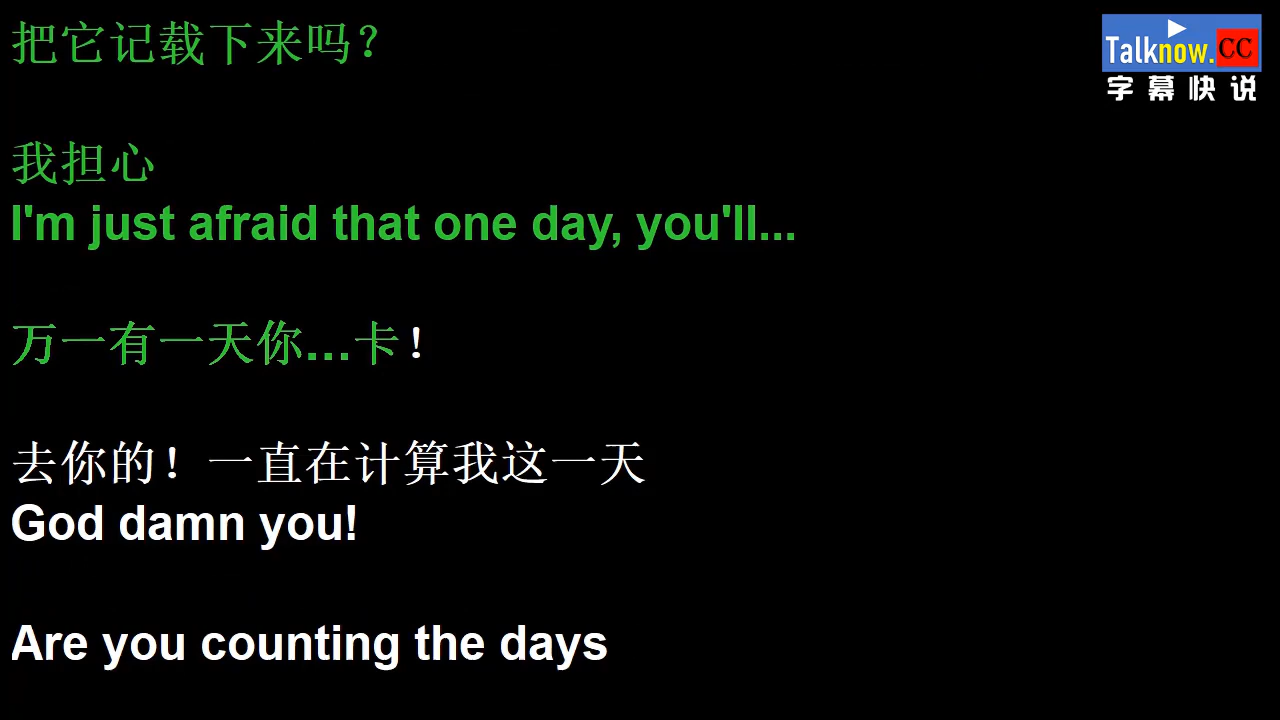 把它记载下来吗？
Talknow.CC
字幕快说
我担心
I'm just afraid that one day, you'll...
万一有一天你...卡！
去你的！一直在计算我这一天
God damn you!
Are you counting the days